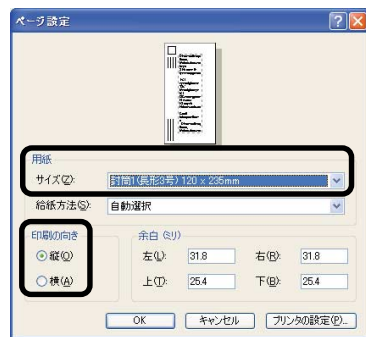 ページ設定
用紙
サイズ(Z):
封筒1(長形3号) 120 x 235mm
給紙方法(S):
自動選択
印刷の向き
縦(O)
横(A)
余白 (ミリ)
左(L): 31.8 右(R): 31.8
上(T): 25.4 下(B): 25.4
OK キャンセル プリンタの設定(P)...